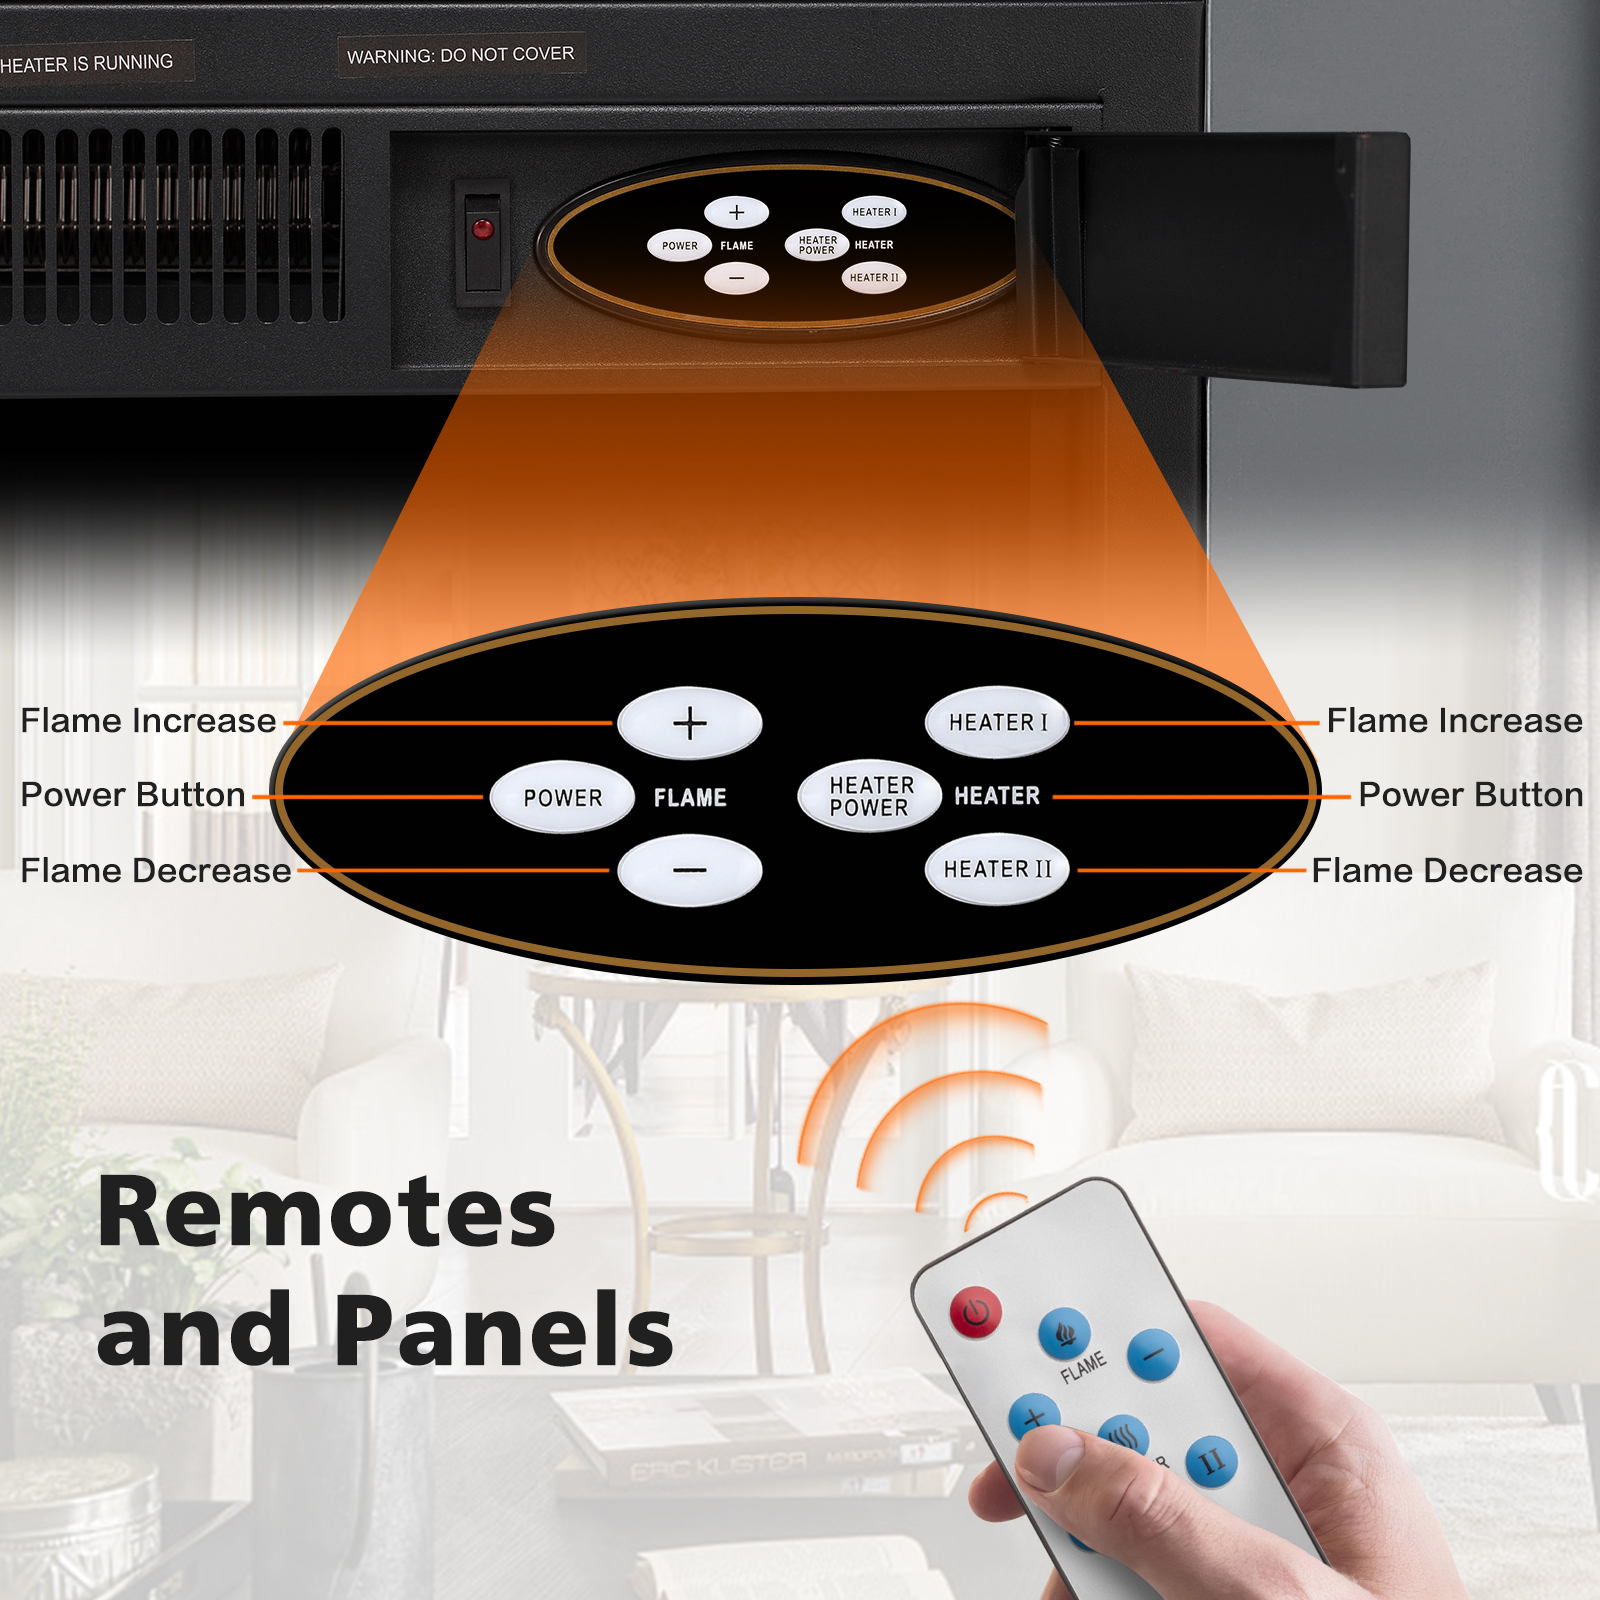 HEATER IS RUNNING
WARNING: DO NOT COVER
+
HEATER I
POWER
FLAME
HEATER
POWER
HEATER
−
HEATER II
Flame Increase
+
HEATER I
Flame Increase
Power Button
POWER
FLAME
HEATER
POWER
HEATER
Power Button
Flame Decrease
−
HEATER II
Flame Decrease
Remotes
and Panels
FLAME
−
+
II
ERIC KUSTER